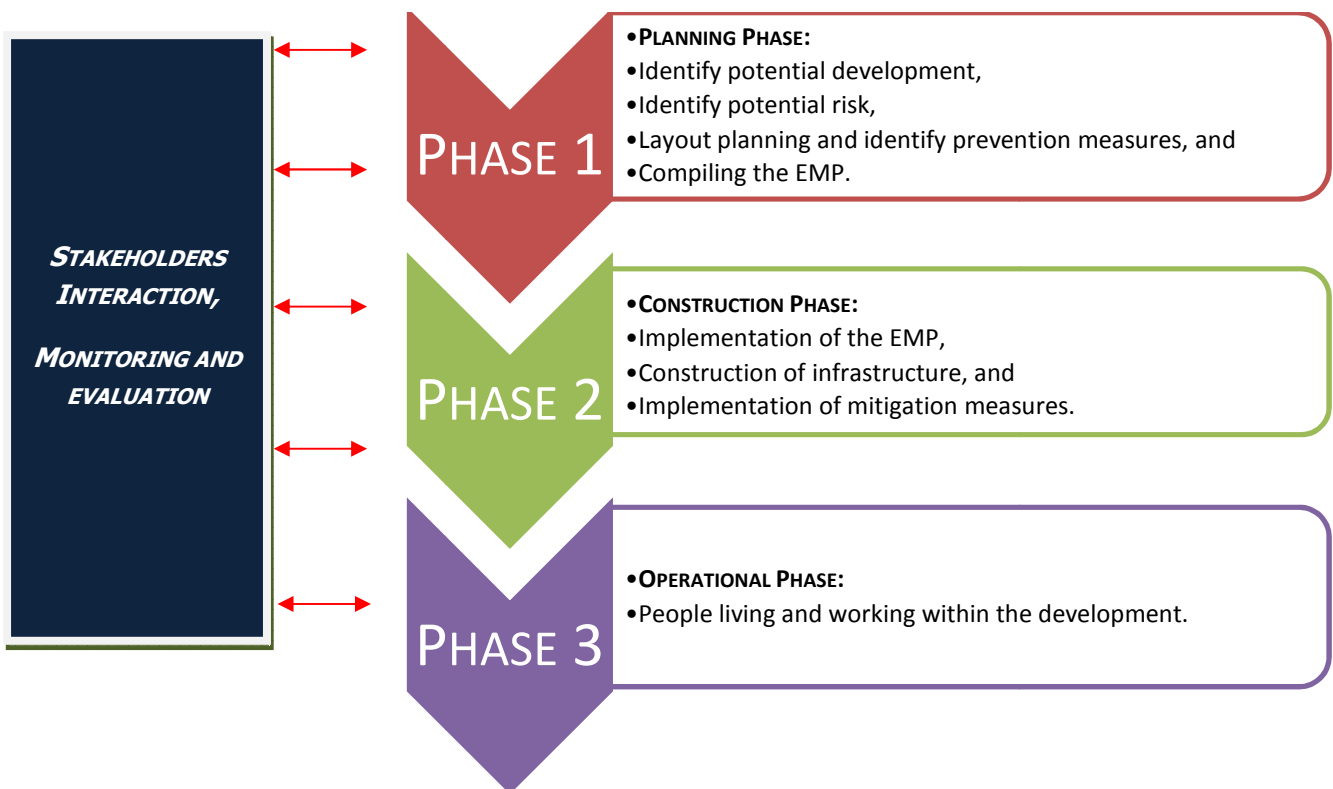 STAKEHOLDERS
INTERACTION,
MONITORING AND
EVALUATION
PHASE 1
•PLANNING PHASE:
•Identify potential development,
•Identify potential risk,
•Layout planning and identify prevention measures, and
•Compiling the EMP.
PHASE 2
•CONSTRUCTION PHASE:
•Implementation of the EMP,
•Construction of infrastructure, and
•Implementation of mitigation measures.
PHASE 3
•OPERATIONAL PHASE:
•People living and working within the development.